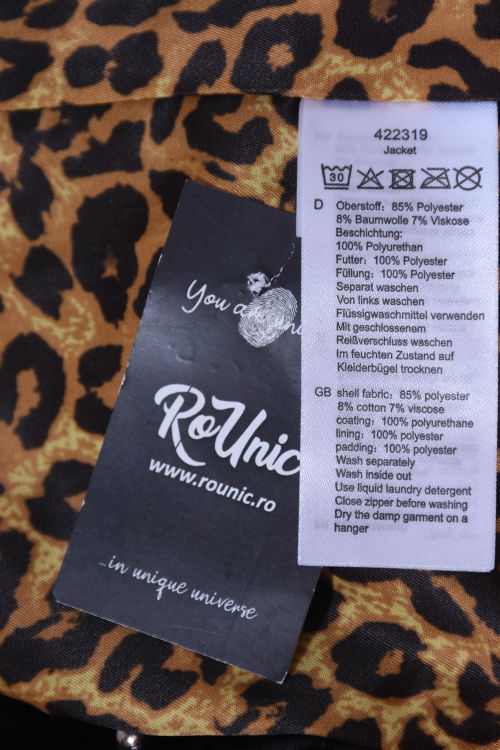 422319
Jacket
30
D Oberstoff: 85% Polyester
8% Baumwolle 7% Viskose
Beschichtung:
100% Polyurethan
Futter: 100% Polyester
Füllung: 100% Polyester
Separat waschen
Von links waschen
Flüssigwaschmittel verwenden
Mit geschlossenem
Reißverschluss waschen
Im feuchten Zustand auf
Kleiderbügel trocknen
GB shell fabric: 85% polyester
8% cotton 7% viscose
coating: 100% polyurethane
lining: 100% polyester
padding: 100% polyester
Wash separately
Wash inside out
Use liquid laundry detergent
Close zipper before washing
Dry the damp garment on a
hanger
You
RoUnic
www.rounic.ro
...in unique universe